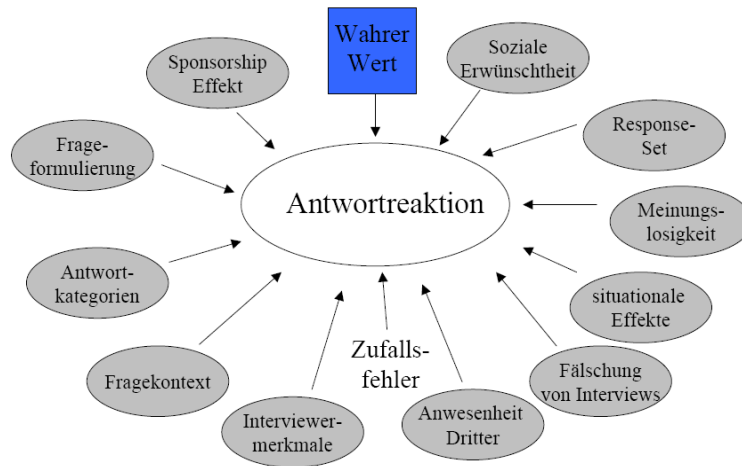 Wahrer
Wert
Soziale
Erwünschtheit
Sponsorship
Effekt
Response-
Set
Frage-
formulierung
Antwortreaktion
Meinungs-
losigkeit
Antwort-
kategorien
situationale
Effekte
Zufalls-
fehler
Fragekontext
Fälschung
von Interviews
Interviewer-
merkmale
Anwesenheit
Dritter